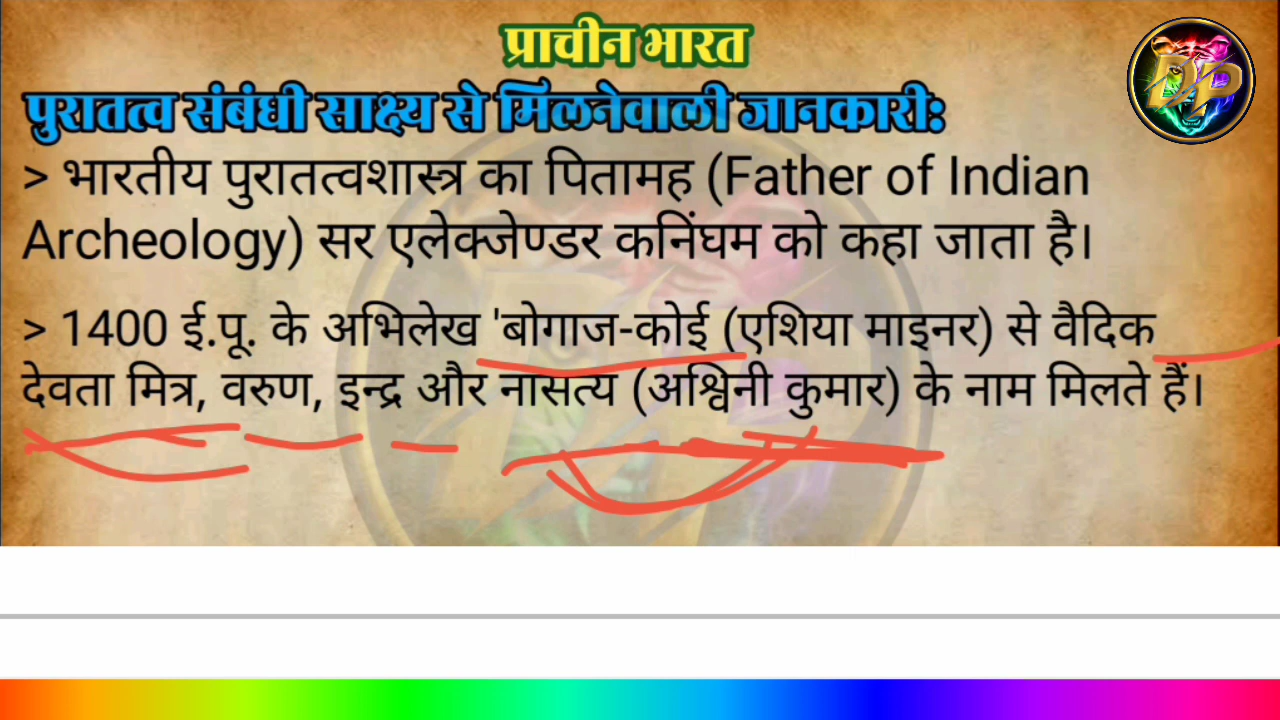 प्राचीन भारत
DP
पुरातत्व संबंधी साक्ष्य से मिलनेवाली जानकारी:
> भारतीय पुरातत्वशास्त्र का पितामह (Father of Indian
Archeology) सर एलेक्जेण्डर कनिंघम को कहा जाता है।
> 1400 ई.पू. के अभिलेख 'बोगाज-कोई (एशिया माइनर) से वैदिक
देवता मित्र, वरुण, इन्द्र और नासत्य (अश्विनी कुमार) के नाम मिलते हैं।